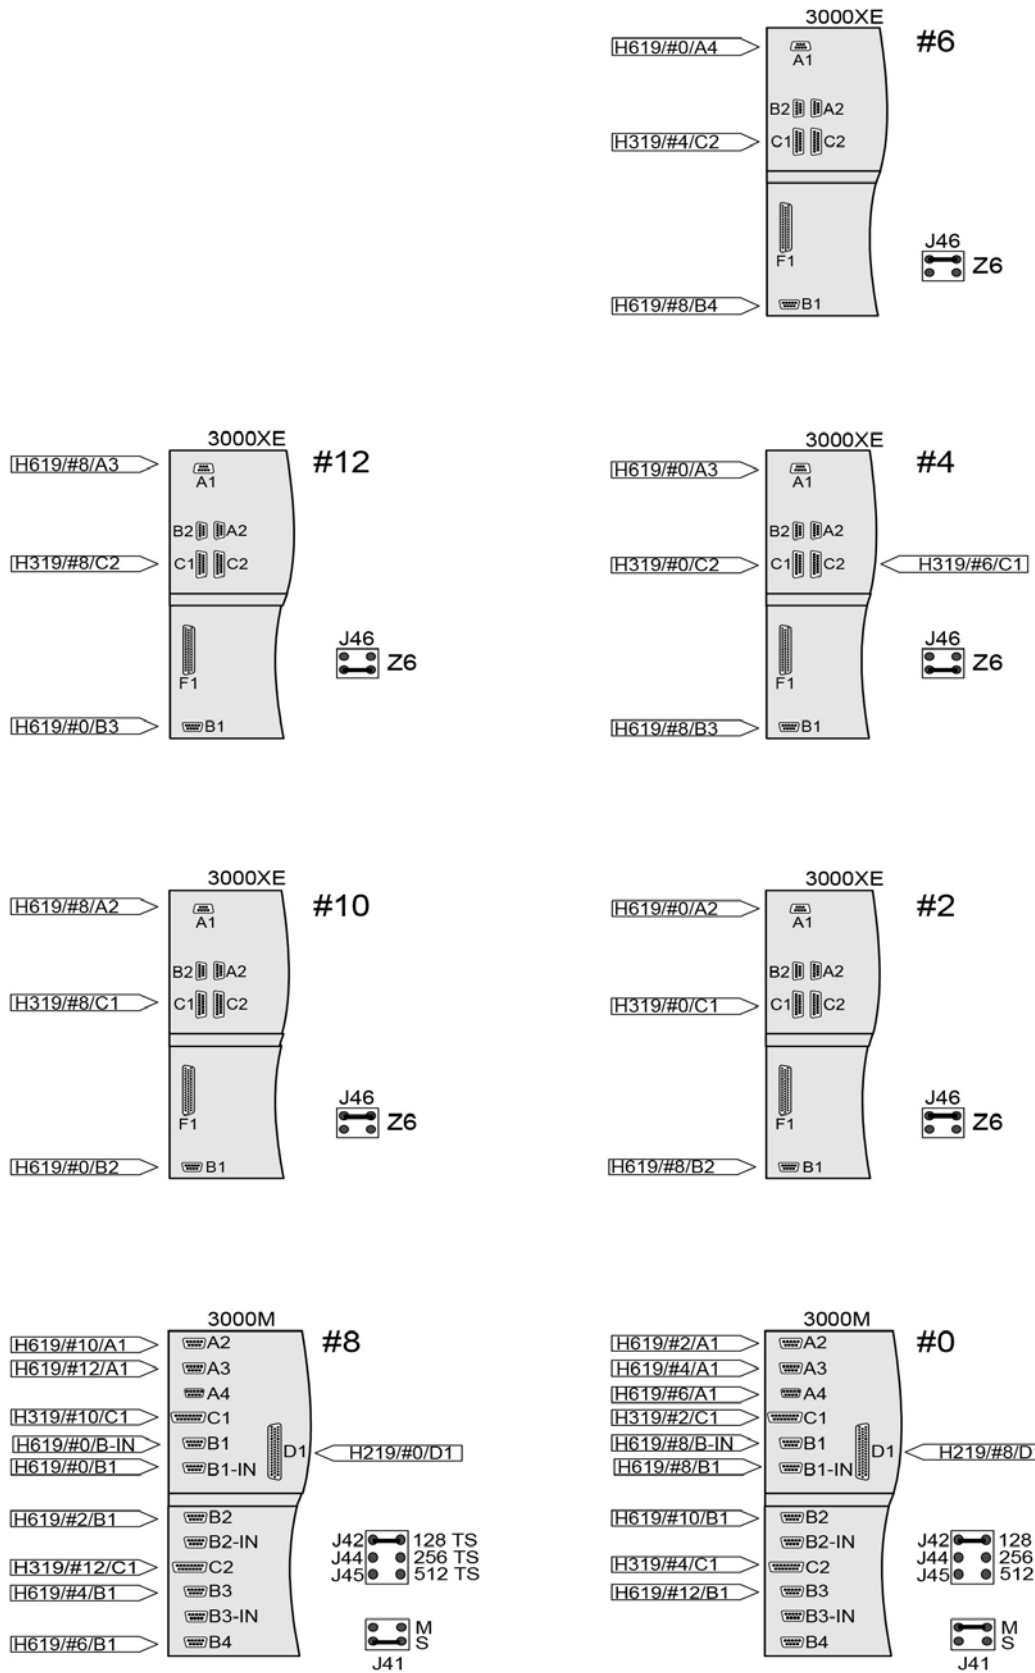 3000XE
#6
H619/#0/A4
A1
B2 A2
H319/#4/C2
C1 C2
F1
J46
Z6
H619/#8/B4
B1
3000XE
#12
H619/#8/A3
A1
B2 A2
H319/#8/C2
C1 C2
F1
J46
Z6
H619/#0/B3
B1
3000XE
#4
H619/#0/A3
A1
B2 A2
H319/#0/C2
C1 C2
H319/#6/C1
F1
J46
Z6
H619/#8/B3
B1
3000XE
#10
H619/#8/A2
A1
B2 A2
H319/#8/C1
C1 C2
F1
J46
Z6
H619/#0/B2
B1
3000XE
#2
H619/#0/A2
A1
B2 A2
H319/#0/C1
C1 C2
F1
J46
Z6
H619/#8/B2
B1
3000M
#8
H619/#10/A1 A2
H619/#12/A1 A3
A4
H319/#10/C1 C1
H619/#0/B-IN B1
D1 H219/#0/D1
H619/#0/B1 B1-IN
H619/#2/B1 B2
B2-IN
H319/#12/C1 C2
H619/#4/B1 B3
B3-IN
H619/#6/B1 B4
J42 128 TS
J44 256 TS
J45 512 TS
M
S
J41
3000M
#0
H619/#2/A1 A2
H619/#4/A1 A3
H619/#6/A1 A4
H319/#2/C1 C1
H619/#8/B-IN B1
D1 H219/#8/D
H619/#8/B1 B1-IN
H619/#10/B1 B2
B2-IN
H319/#4/C1 C2
H619/#12/B1 B3
B3-IN
B4
J42 128
J44 256
J45 512
M
S
J41